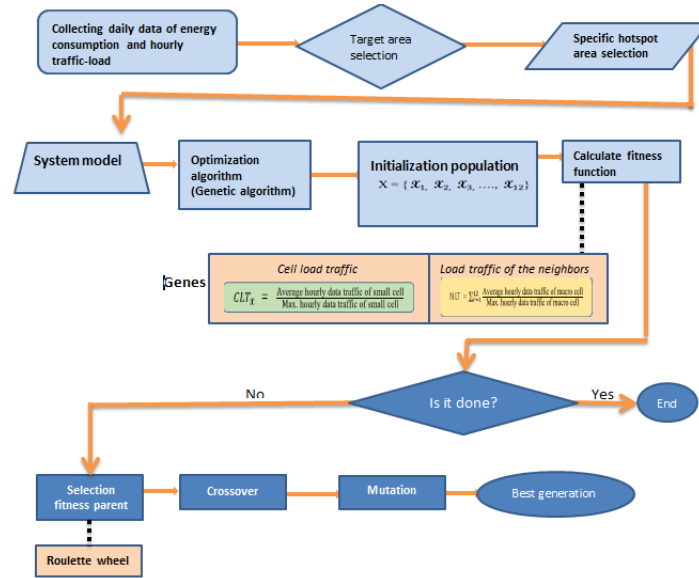 Collecting daily data of energy
consumption and hourly
traffic-load
Target area
selection
Specific hotspot
area selection
System model
Optimization
algorithm
(Genetic algorithm)
Initialization population
X = { 𝒳1, 𝒳2, 𝒳3, ...., 𝒳12}
Calculate fitness
function
Genes
Cell load traffic
CLT𝓍 = Average hourly data traffic of small cell / Max. hourly data traffic of small cell
Load traffic of the neighbors
NLT = ∑¹²ᵢ₌₁ Average hourly data traffic of macro cell / Max. hourly data traffic of macro cell
No
Is it done?
Yes
End
Selection
fitness parent
Crossover
Mutation
Best generation
Roulette wheel